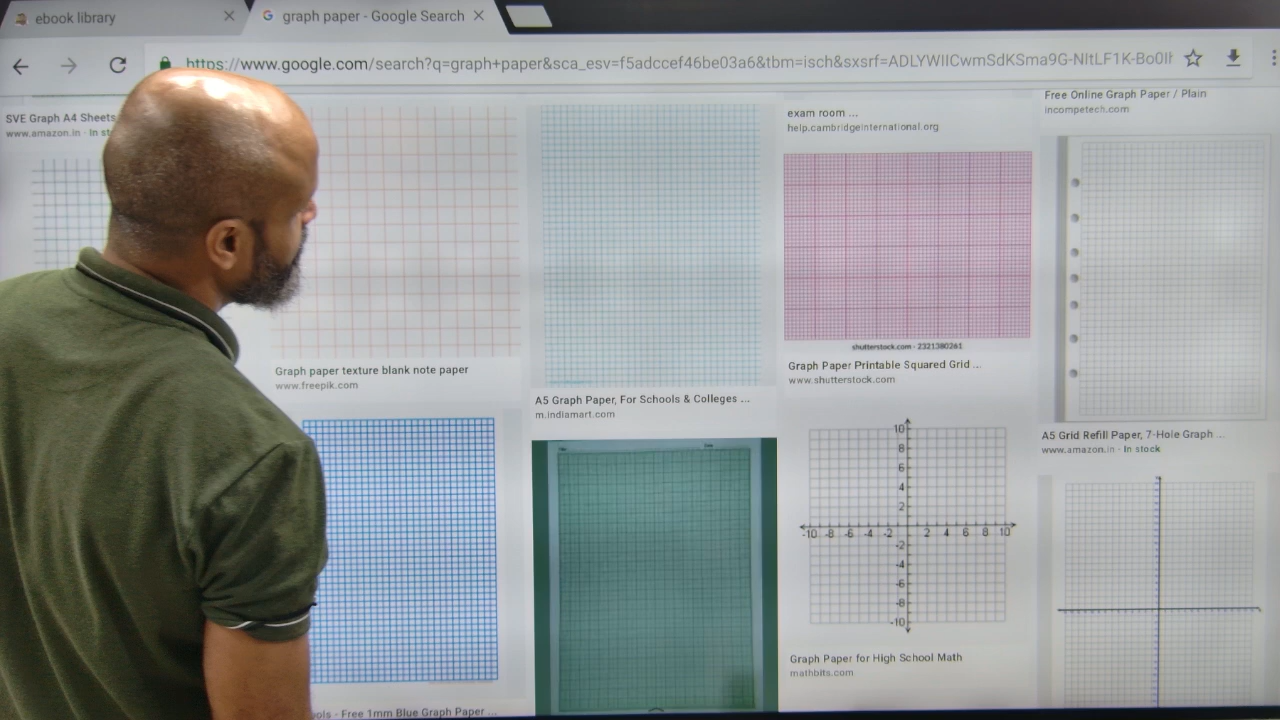 ebook library
graph paper - Google Search
https://www.google.com/search?q=graph+paper&sca_esv=f5adccef46be03a6&tbm=isch&sxsrf=ADLYWIICwmSdKSma9G-NltLF1K-Bo0lI
SVE Graph A4 Sheets
www.amazon.in · In st
exam room ...
help.cambridgeinternational.org
Free Online Graph Paper / Plain
incompetech.com
shutterstock.com · 2321380261
Graph paper texture blank note paper
www.freepik.com
A5 Graph Paper, For Schools & Colleges ...
m.indiamart.com
Graph Paper Printable Squared Grid ...
www.shutterstock.com
A5 Grid Refill Paper, 7-Hole Graph ...
www.amazon.in · In stock
10
8
6
4
2
-10 -8 -6 -4 -2 2 4 6 8 10
-2
-4
-6
-8
-10
Graph Paper for High School Math
mathbits.com
ols - Free 1mm Blue Graph Paper ...